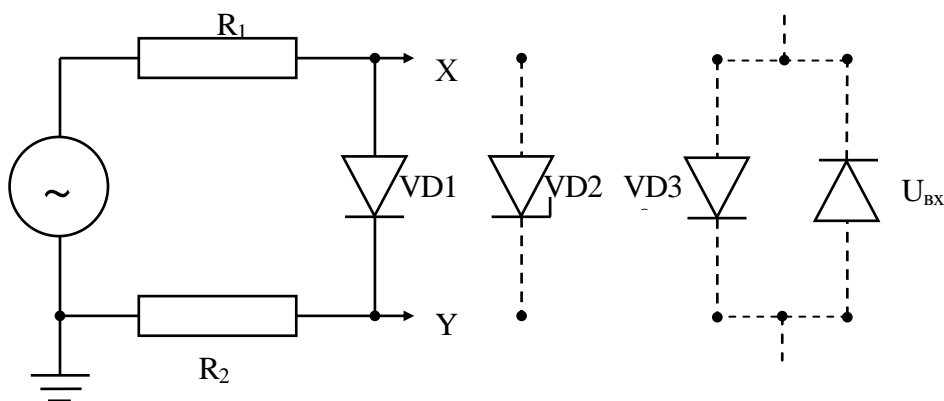 R₁
X
~
VD1
VD2
VD3
Uвх
Y
R₂